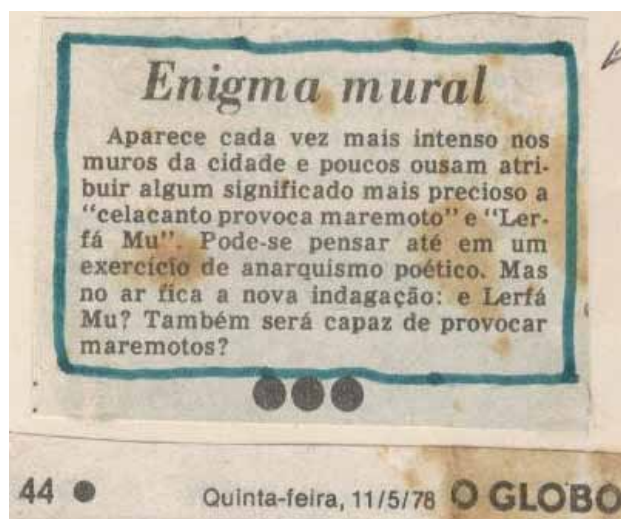 Enigma mural
Aparece cada vez mais intenso nos
muros da cidade e poucos ousam atri-
buir algum significado mais precioso a
"celacanto provoca maremoto" e "Ler-
fá Mu". Pode-se pensar até em um
exercício de anarquismo poético. Mas
no ar fica a nova indagação: e Lerfá
Mu? Também será capaz de provocar
maremotos?
44 ● Quinta-feira, 11/5/78 O GLOBO